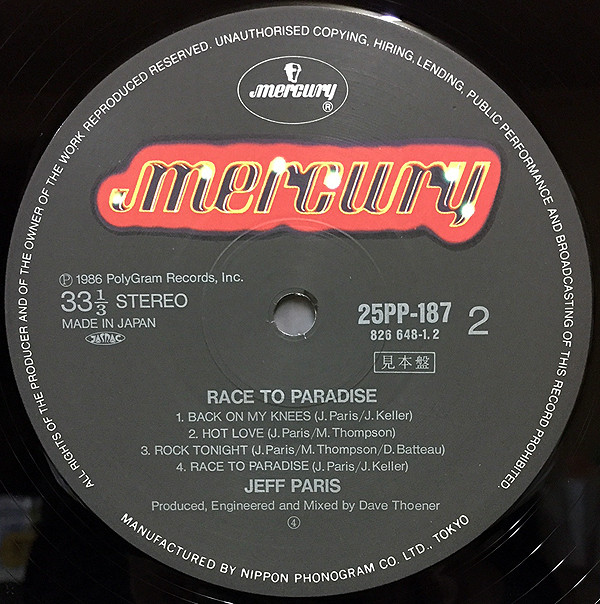 ALL RIGHTS OF THE PRODUCER AND OF THE OWNER OF THE WORK REPRODUCED RESERVED. UNAUTHORISED COPYING, HIRING, LENDING, PUBLIC PERFORMANCE AND BROADCASTING OF THIS RECORD PROHIBITED.
mercury
®
mercury
℗ 1986 PolyGram Records, Inc.
33 1/3 STEREO
MADE IN JAPAN
JASRAC
25PP-187 2
826 648-1.2
見本盤
RACE TO PARADISE
1. BACK ON MY KNEES (J. Paris/J. Keller)
2. HOT LOVE (J. Paris/M. Thompson)
3. ROCK TONIGHT (J. Paris/M. Thompson/D. Batteau)
4. RACE TO PARADISE (J. Paris/J. Keller)
JEFF PARIS
Produced, Engineered and Mixed by Dave Thoener
④
MANUFACTURED BY NIPPON PHONOGRAM CO. LTD., TOKYO